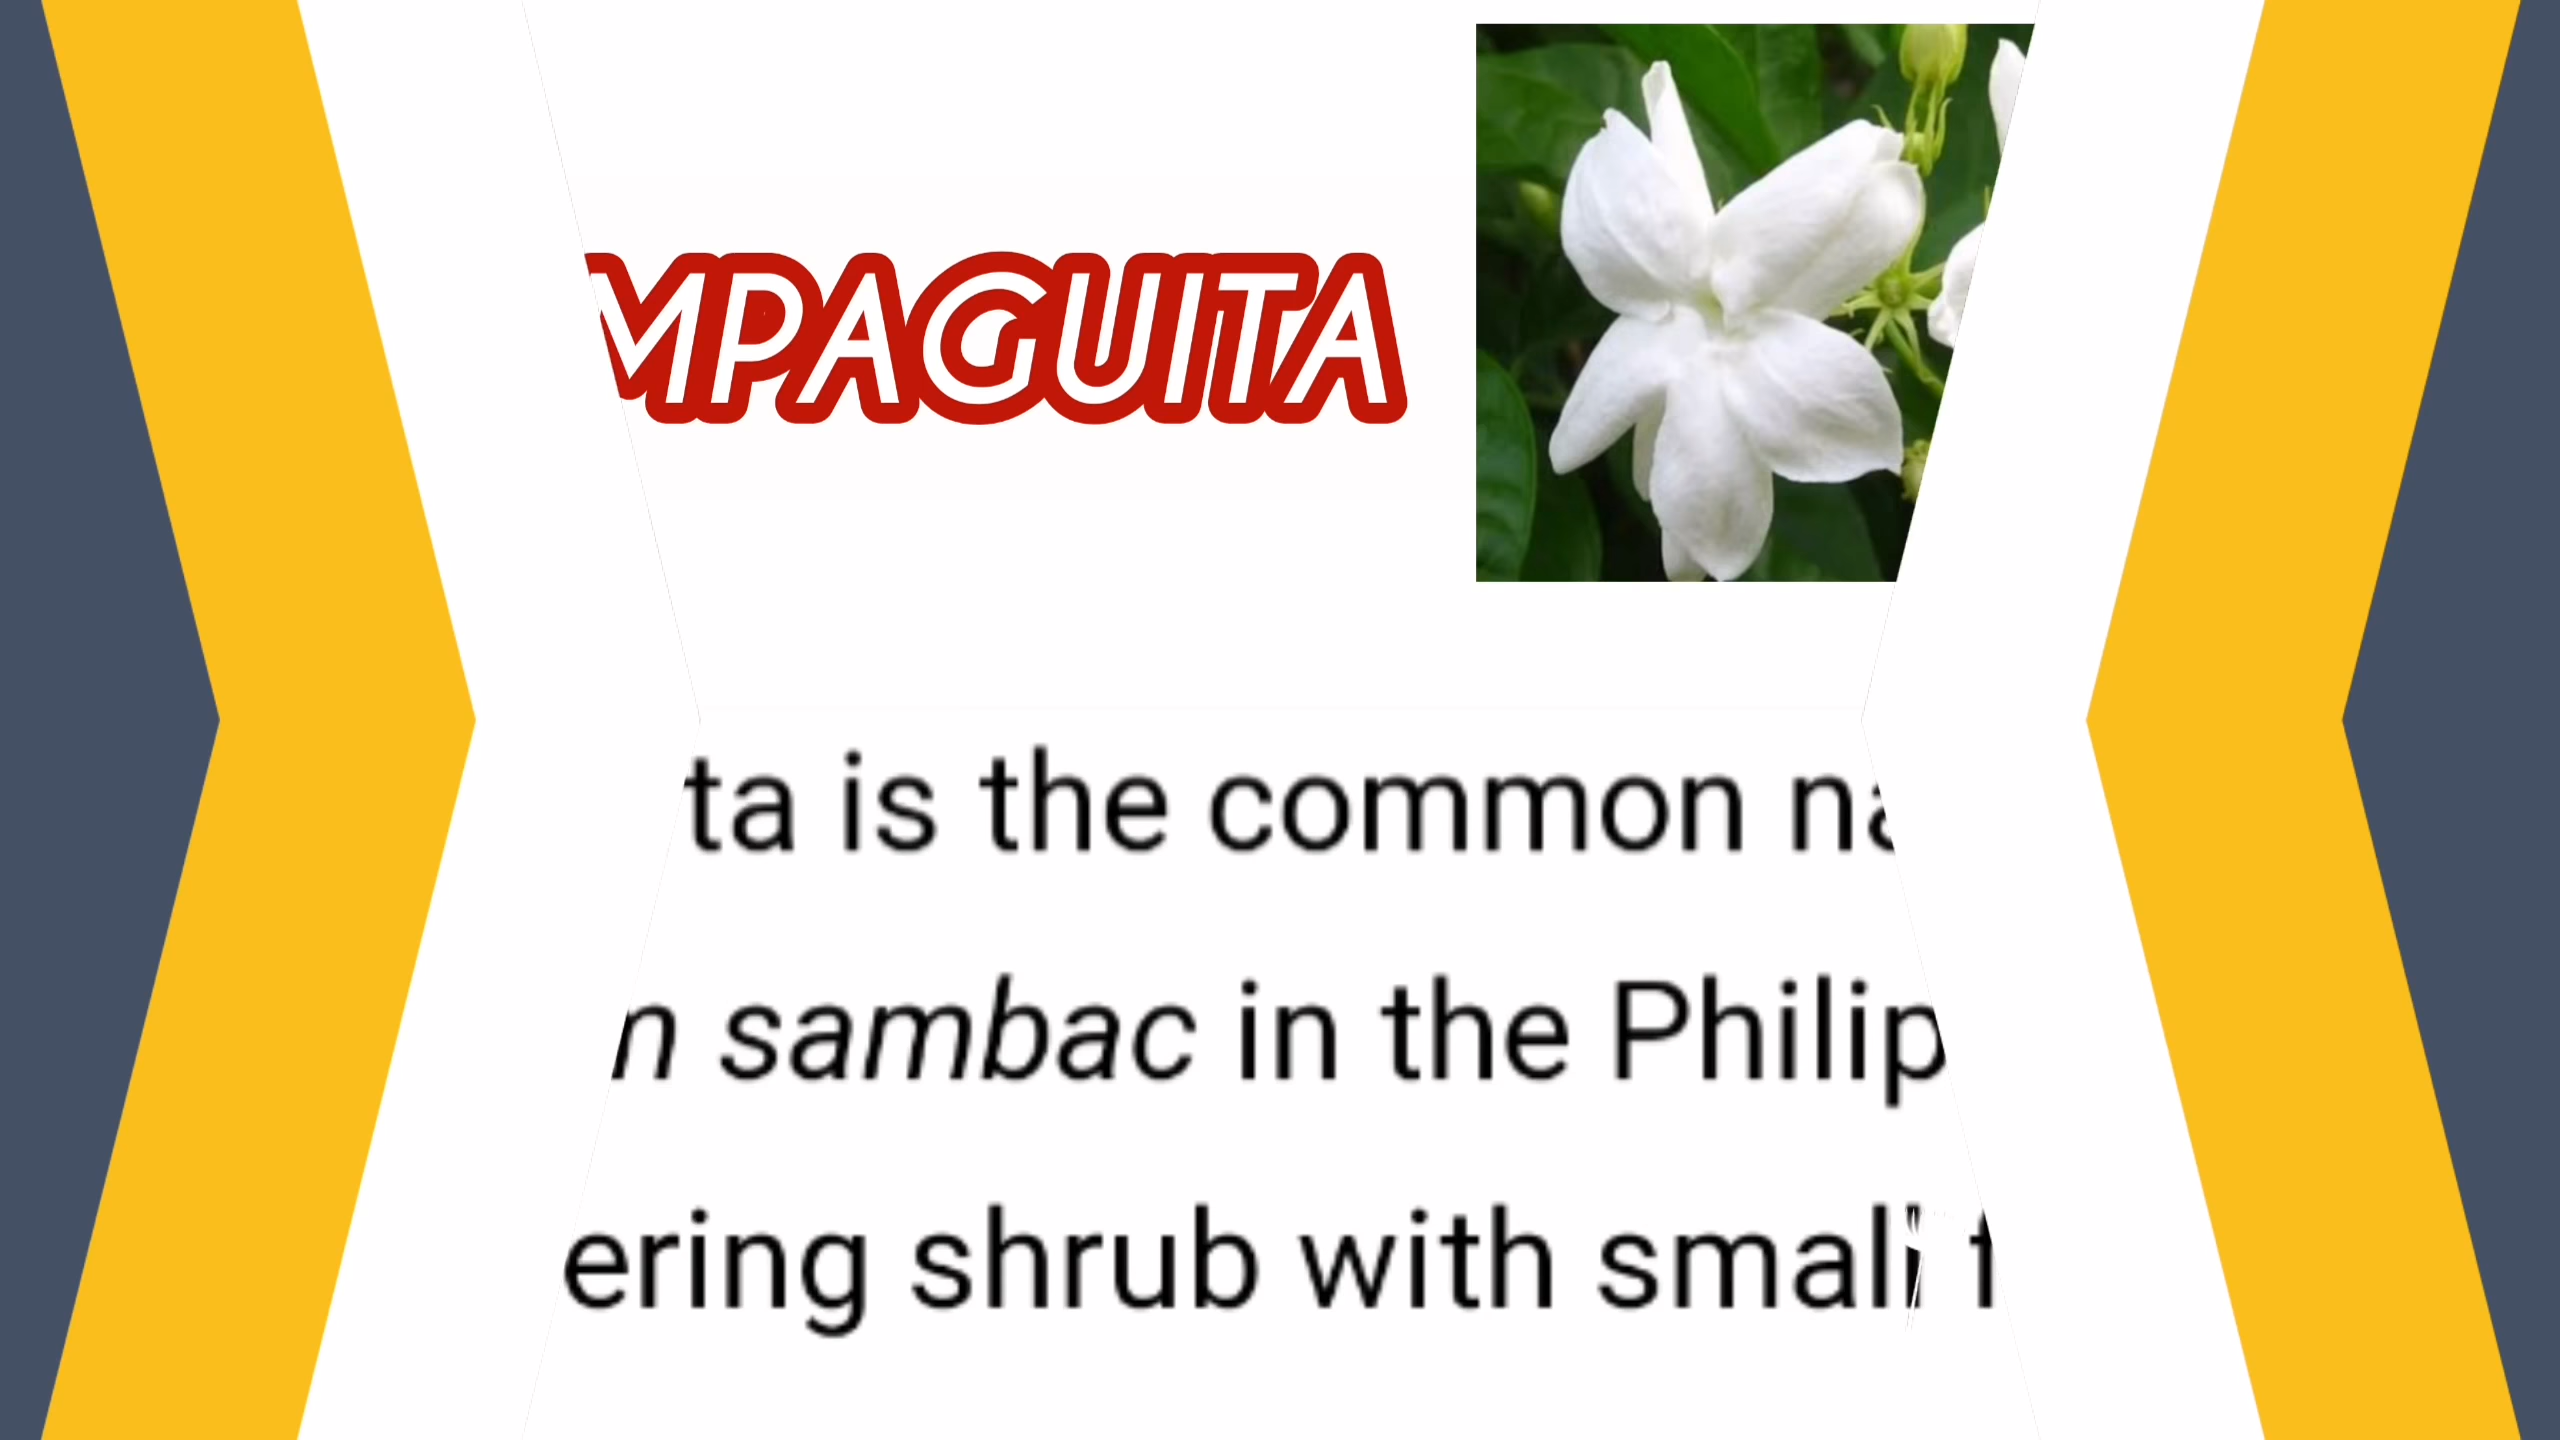 MPAGUITA
ta is the common na
n sambac in the Philip
ering shrub with small f